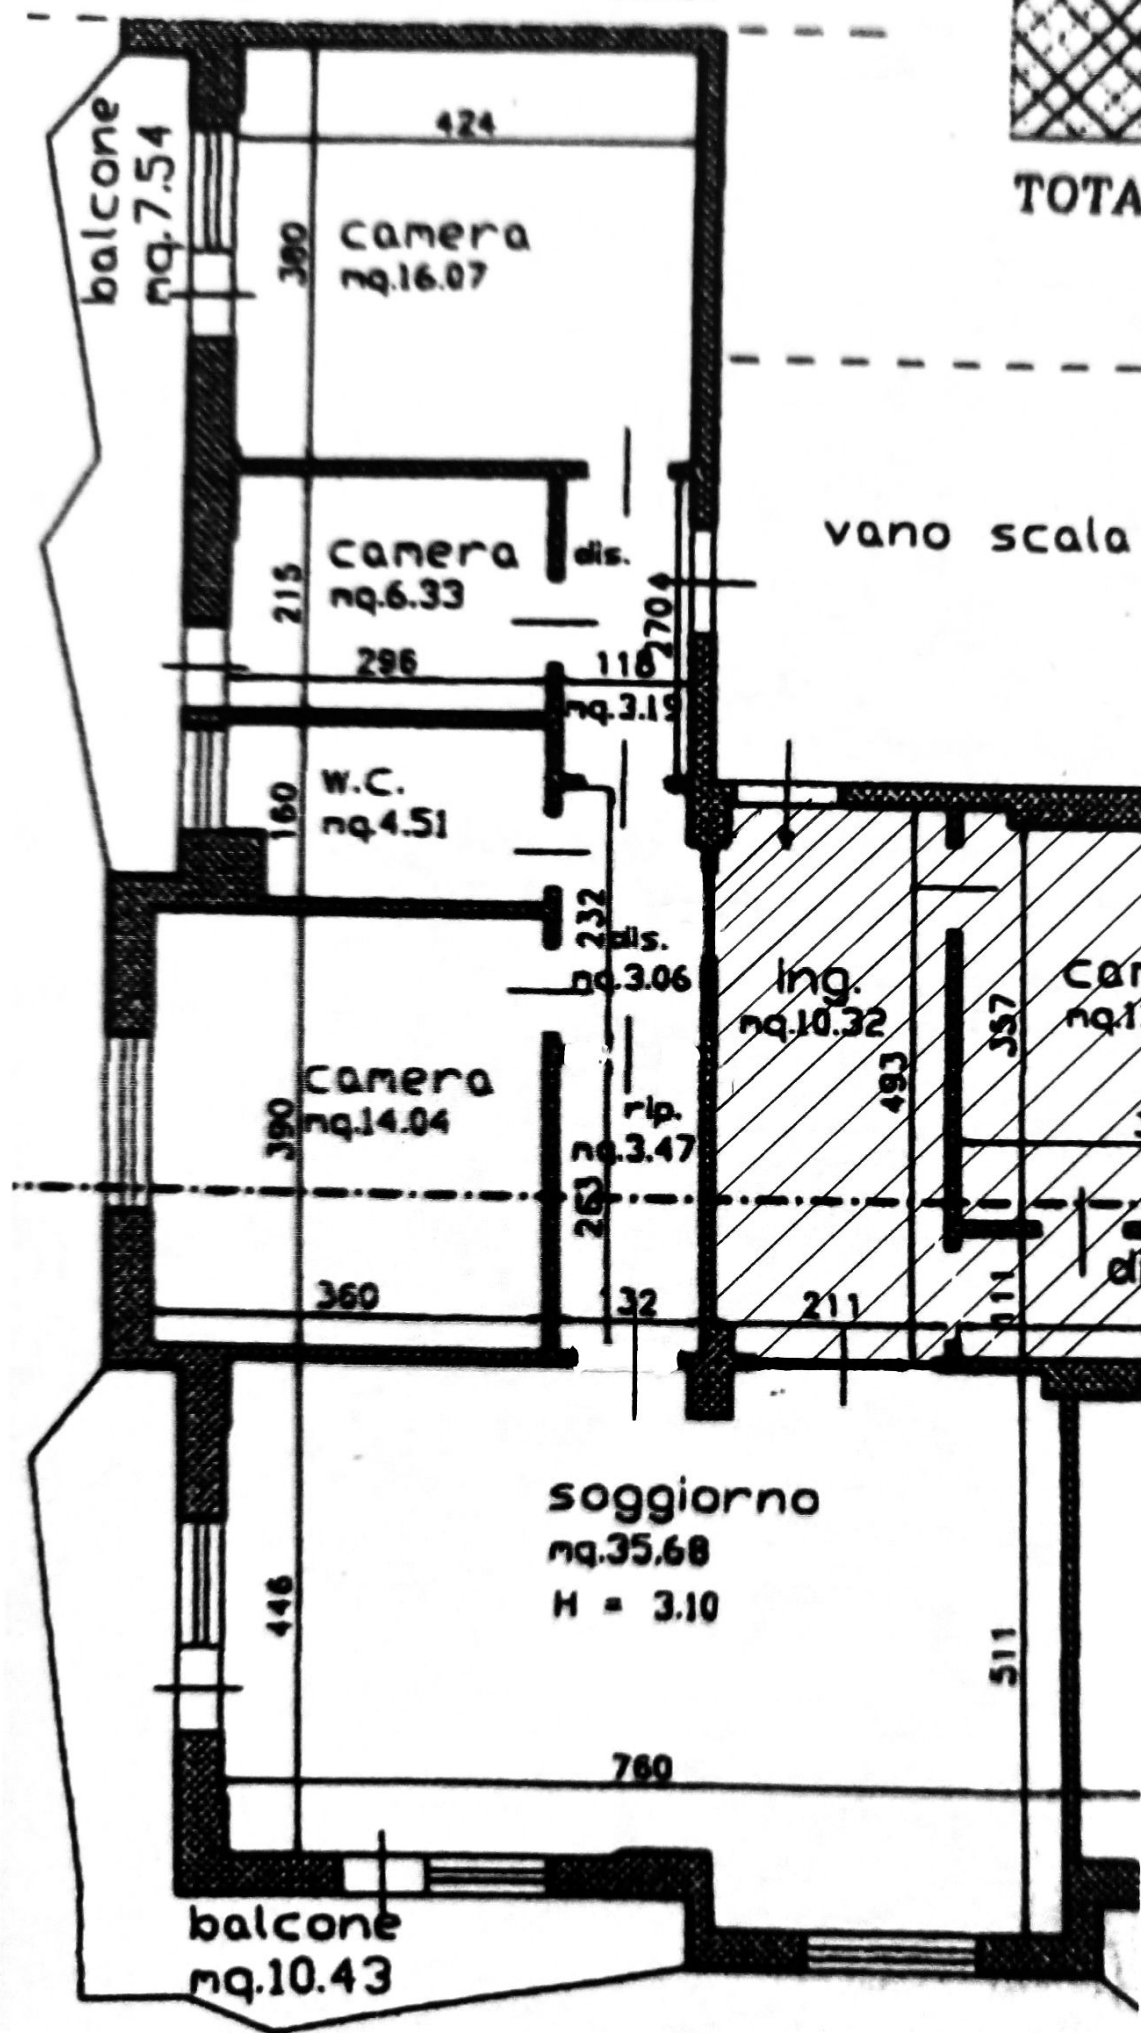 TOTA
balcone
mq.7.54
424
380
camera
mq.16.07
vano scala
camera
mq.6.33
dis.
215
270
296
118
mq.3.19
w.c.
mq.4.51
160
232
dis.
mq.3.06
ing.
mq.10.32
357
493
camera
mq.14.04
390
rip.
mq.3.47
263
360
132
211
111
soggiorno
mq.35.68
H = 3.10
446
511
760
balcone
mq.10.43